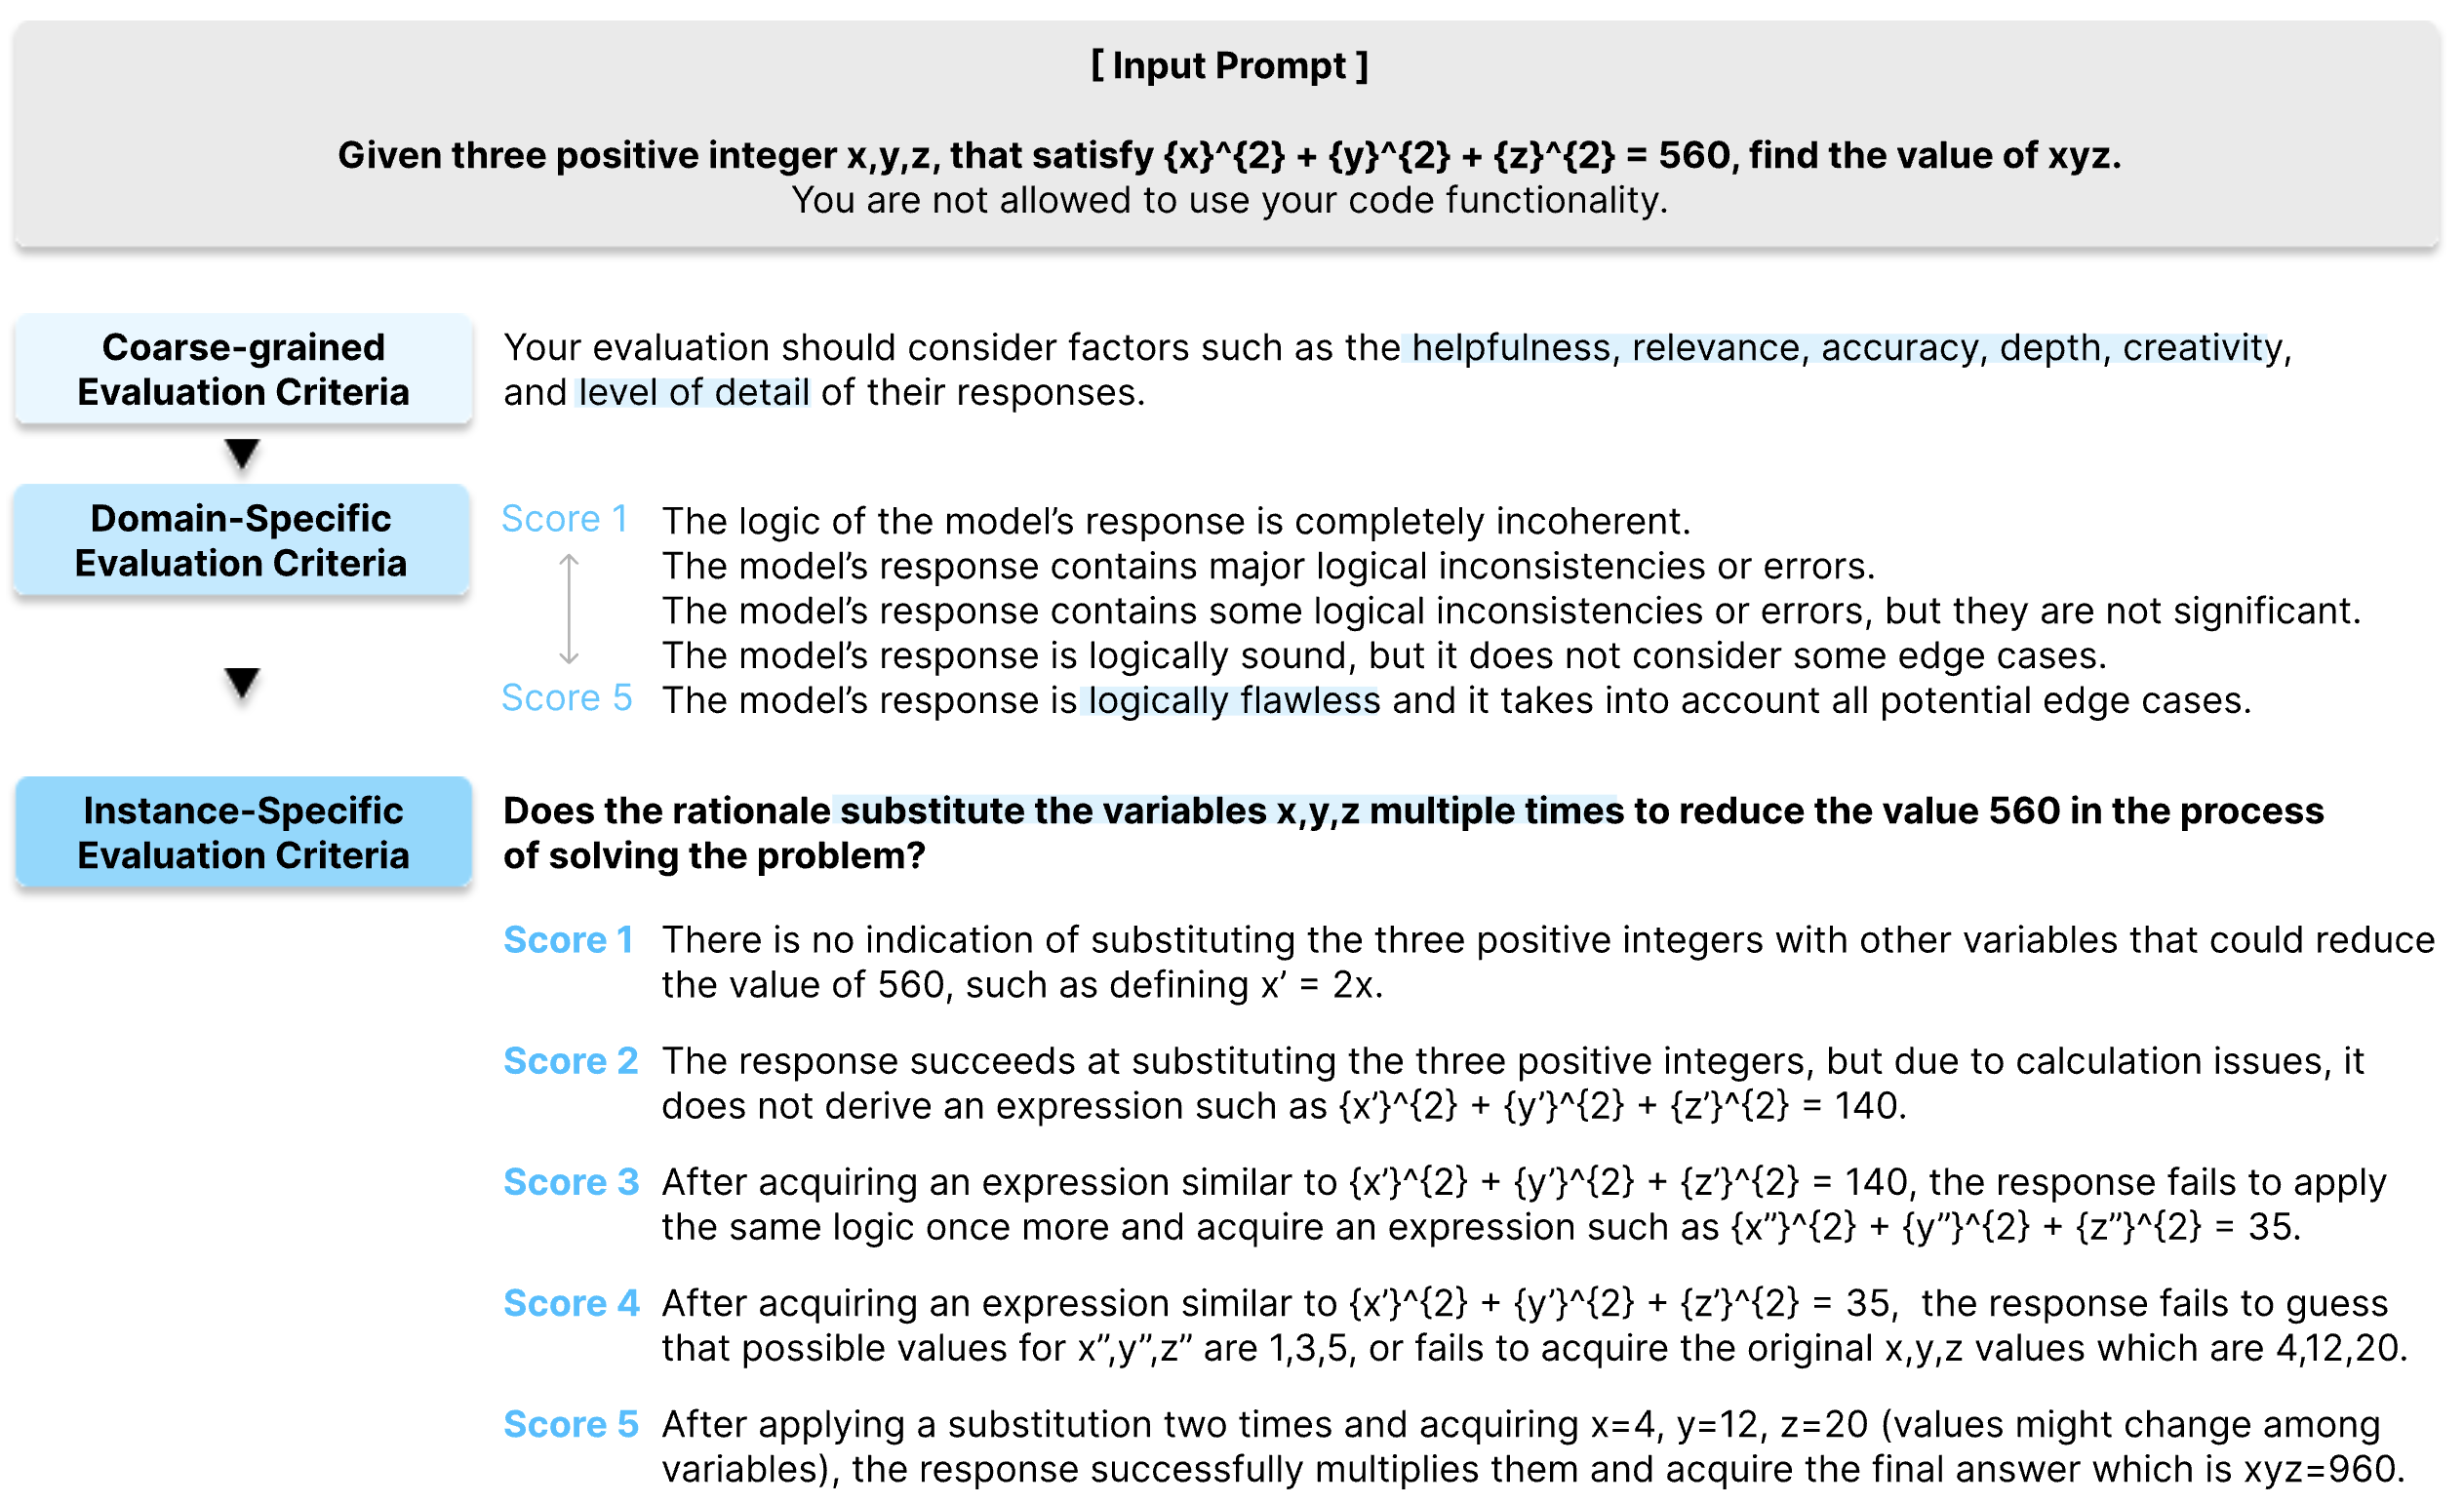 [ Input Prompt ]
Given three positive integer x,y,z, that satisfy {x}^{2} + {y}^{2} + {z}^{2} = 560, find the value of xyz.
You are not allowed to use your code functionality.
Coarse-grained
Evaluation Criteria
Your evaluation should consider factors such as the helpfulness, relevance, accuracy, depth, creativity,
and level of detail of their responses.
Domain-Specific
Evaluation Criteria
Score 1
The logic of the model’s response is completely incoherent.
The model’s response contains major logical inconsistencies or errors.
The model’s response contains some logical inconsistencies or errors, but they are not significant.
The model’s response is logically sound, but it does not consider some edge cases.
Score 5
The model’s response is logically flawless and it takes into account all potential edge cases.
Instance-Specific
Evaluation Criteria
Does the rationale substitute the variables x,y,z multiple times to reduce the value 560 in the process
of solving the problem?
Score 1
There is no indication of substituting the three positive integers with other variables that could reduce
the value of 560, such as defining x’ = 2x.
Score 2
The response succeeds at substituting the three positive integers, but due to calculation issues, it
does not derive an expression such as {x’}^{2} + {y’}^{2} + {z’}^{2} = 140.
Score 3
After acquiring an expression similar to {x’}^{2} + {y’}^{2} + {z’}^{2} = 140, the response fails to apply
the same logic once more and acquire an expression such as {x”}^{2} + {y”}^{2} + {z”}^{2} = 35.
Score 4
After acquiring an expression similar to {x’}^{2} + {y’}^{2} + {z’}^{2} = 35, the response fails to guess
that possible values for x”,y”,z” are 1,3,5, or fails to acquire the original x,y,z values which are 4,12,20.
Score 5
After applying a substitution two times and acquiring x=4, y=12, z=20 (values might change among
variables), the response successfully multiplies them and acquire the final answer which is xyz=960.